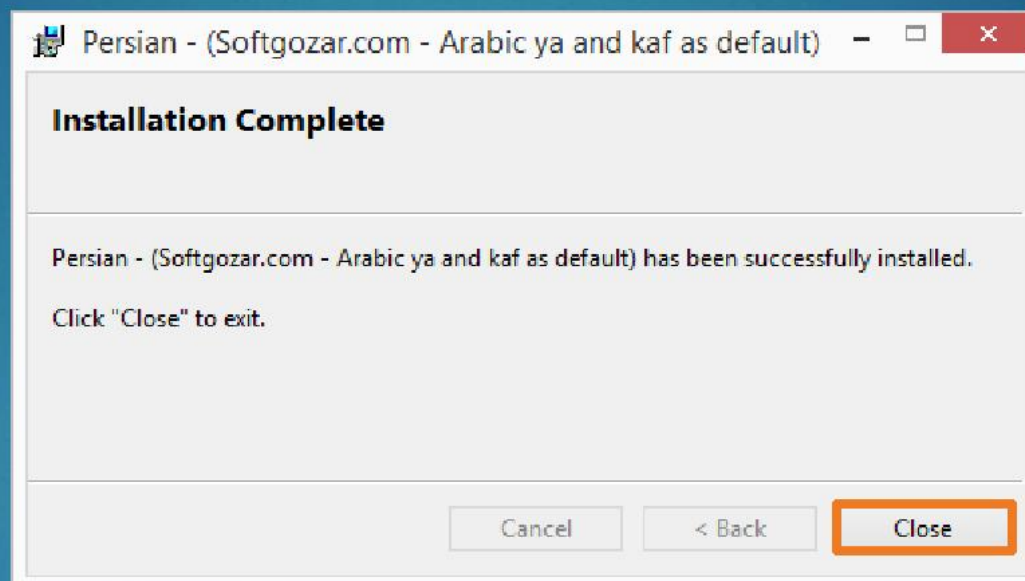 Persian - (Softgozar.com - Arabic ya and kaf as default)
Installation Complete
Persian - (Softgozar.com - Arabic ya and kaf as default) has been successfully installed.
Click "Close" to exit.
Cancel
< Back
Close